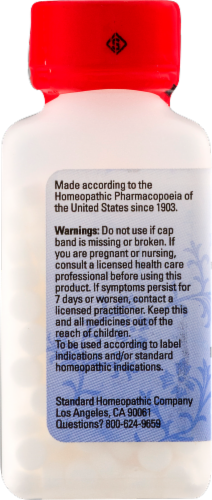 Made according to the
Homeopathic Pharmacopoeia of
the United States since 1903.
Warnings: Do not use if cap
band is missing or broken. If
you are pregnant or nursing,
consult a licensed health care
professional before using this
product. If symptoms persist for
7 days or worsen, contact a
licensed practitioner. Keep this
and all medicines out of the
reach of children.
To be used according to label
indications and/or standard
homeopathic indications.
Standard Homeopathic Company
Los Angeles, CA 90061
Questions? 800-624-9659